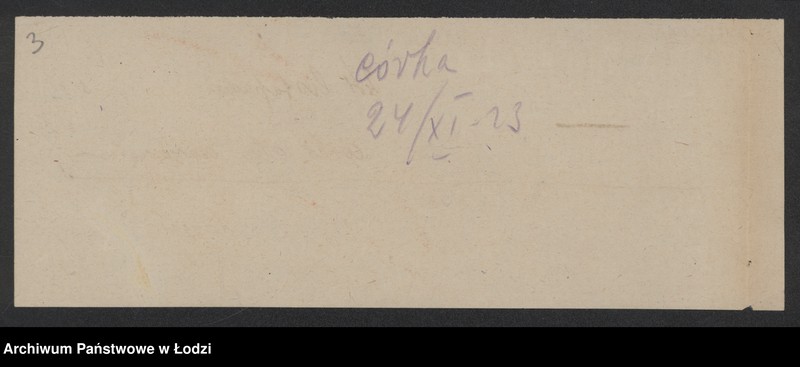 3
córka
24/XI-23
Archiwum Państwowe w Łodzi